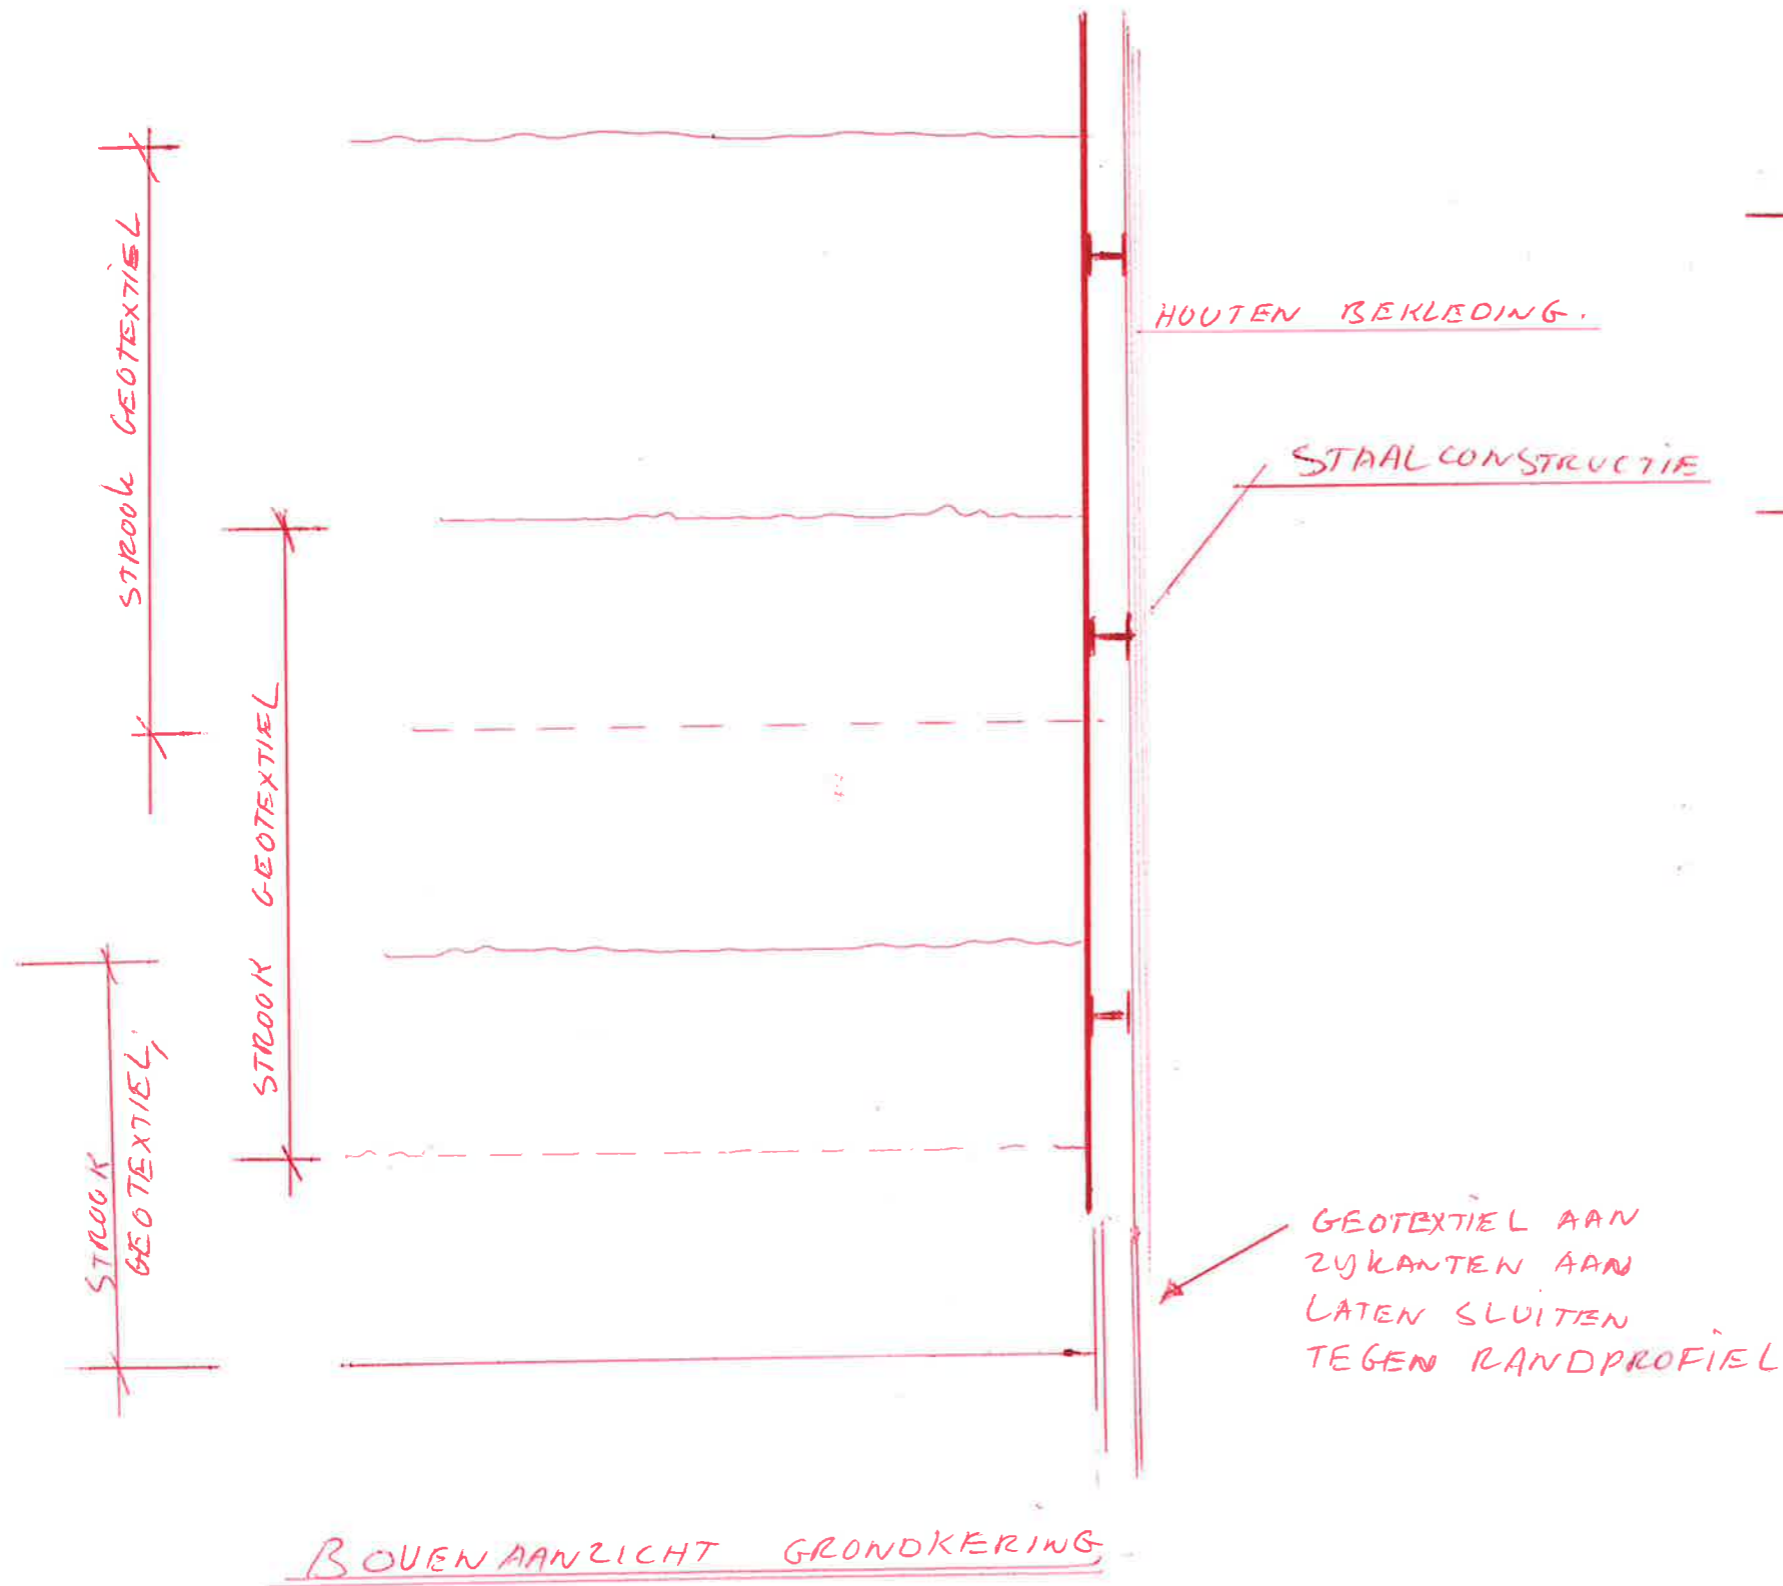 STROOK GEOTEXTIEL
HOUTEN BEKLEDING.
STAALCONSTRUCTIE
STROOK GEOTEXTIEL
STROOK
GEOTEXTIEL.
GEOTEXTIEL AAN
ZIJKANTEN AAN
LATEN SLUITEN
TEGEN RANDPROFIEL
BOVENAANZICHT GRONDKERING